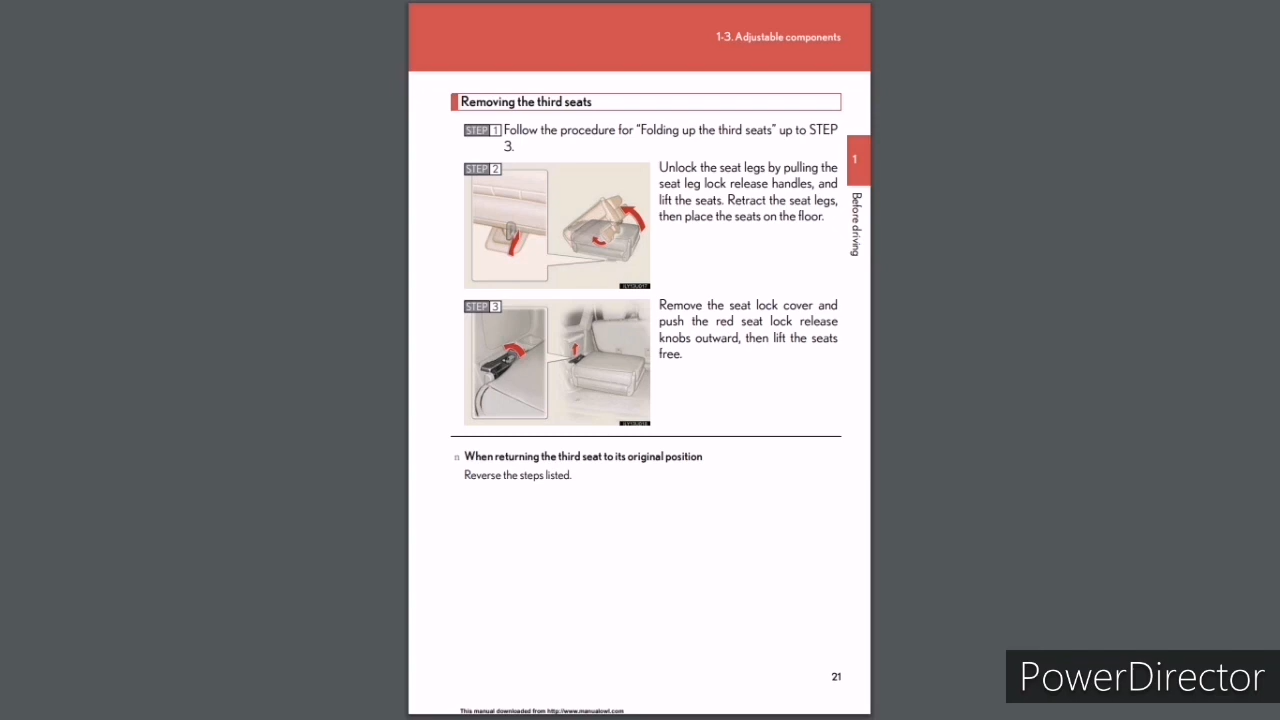 1-3. Adjustable components
Removing the third seats
STEP 1 Follow the procedure for “Folding up the third seats” up to STEP
3.
STEP 2
Unlock the seat legs by pulling the
seat leg lock release handles, and
lift the seats. Retract the seat legs,
then place the seats on the floor.
1
Before driving
STEP 3
Remove the seat lock cover and
push the red seat lock release
knobs outward, then lift the seats
free.
n When returning the third seat to its original position
Reverse the steps listed.
21
This manual downloaded from http://www.manualowl.com
PowerDirector